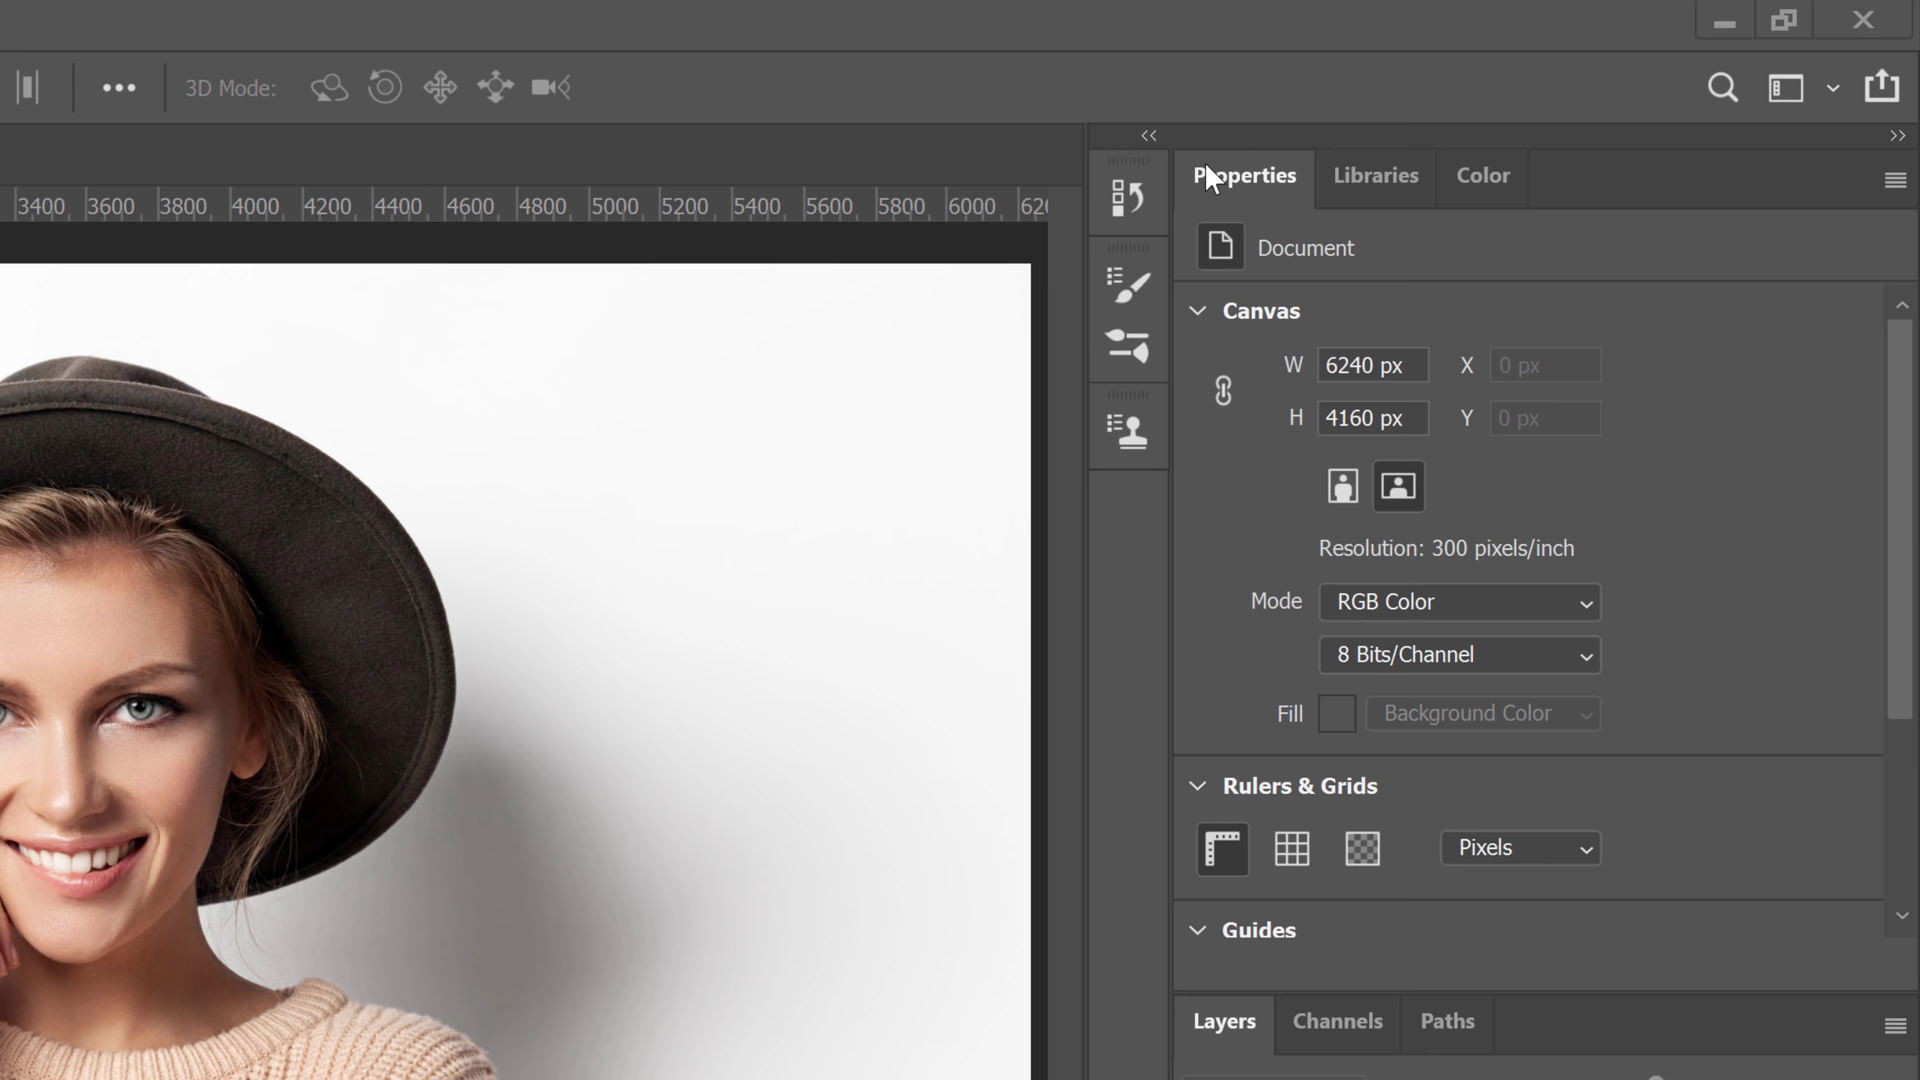 3D Mode:
Properties Libraries Color
3400 3600 3800 4000 4200 4400 4600 4800 5000 5200 5400 5600 5800 6000
Document
Canvas
W 6240 px X 0 px
H 4160 px Y 0 px
Resolution: 300 pixels/inch
Mode RGB Color
8 Bits/Channel
Fill Background Color
Rulers & Grids
Pixels
Guides
Layers Channels Paths